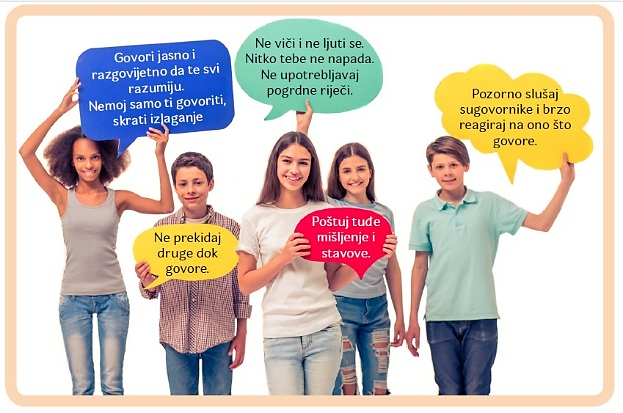 Govori jasno i
razgovijetno da te svi
razumiju.
Nemoj samo ti govoriti,
skrati izlaganje
Ne viči i ne ljuti se.
Nitko tebe ne napada.
Ne upotrebljavaj
pogrdne riječi.
Pozorno slušaj
sugovornike i brzo
reagiraj na ono što
govore.
Ne prekidaj
druge dok
govore.
Poštuj tuđe
mišljenje i
stavove.